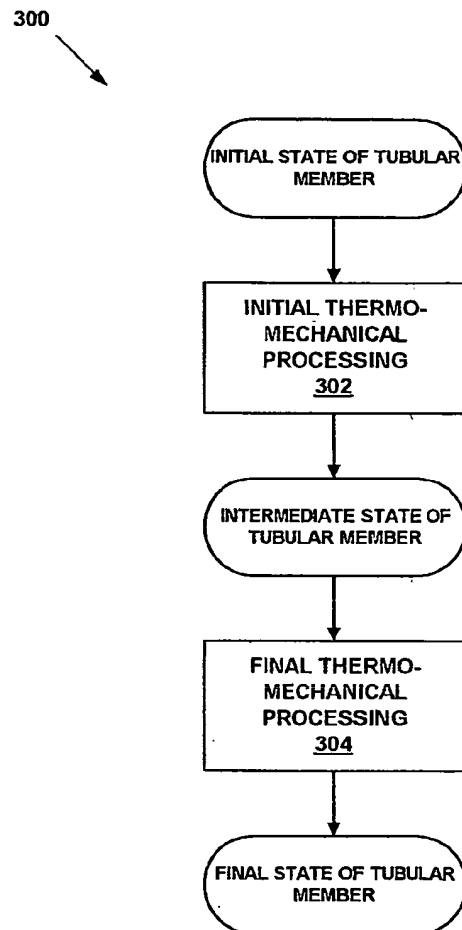 300
INITIAL STATE OF TUBULAR
MEMBER
INITIAL THERMO-
MECHANICAL
PROCESSING
302
INTERMEDIATE STATE OF
TUBULAR MEMBER
FINAL THERMO-
MECHANICAL
PROCESSING
304
FINAL STATE OF TUBULAR
MEMBER